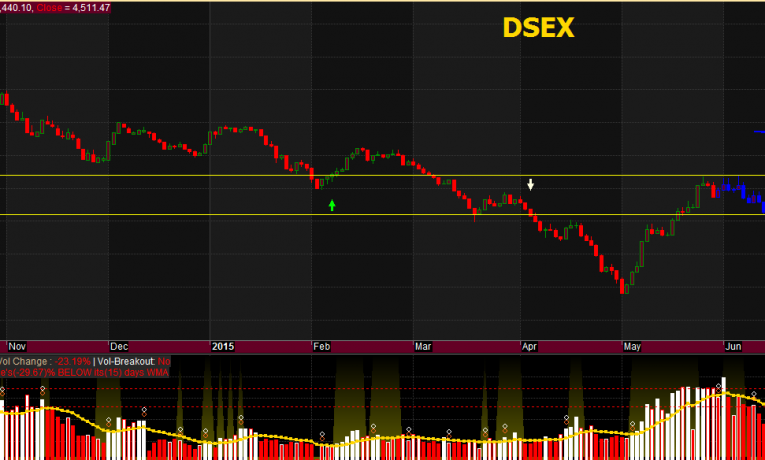 ,440.10, Close = 4,511.47
DSEX
Nov Dec 2015 Feb Mar Apr May Jun
Vol Change : -23.19% | Vol-Breakout: No
e's(-29.67)% BELOW its(15) days WMA